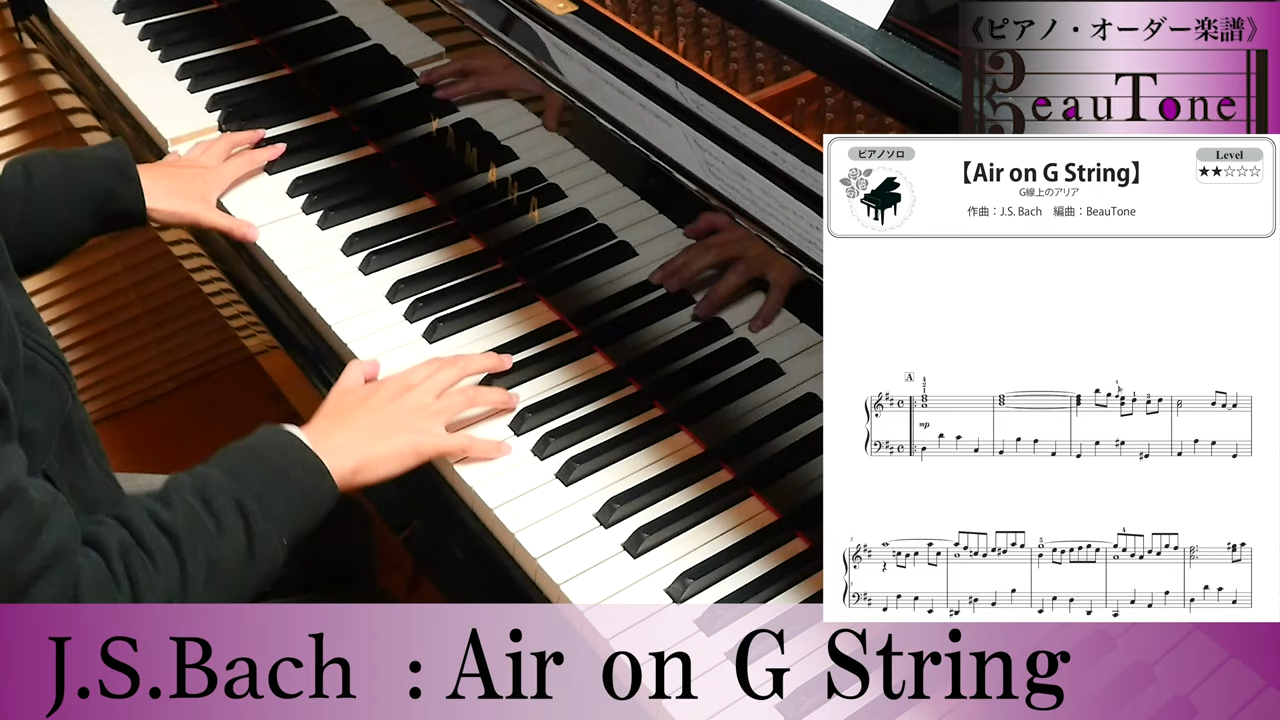 《ピアノ・オーダー楽譜》
BeauTone
ピアノソロ
【Air on G String】
G線上のアリア
作曲：J.S. Bach 編曲：BeauTone
Level
★★☆☆☆
YAMAHA
A
mp
J.S.Bach : Air on G String